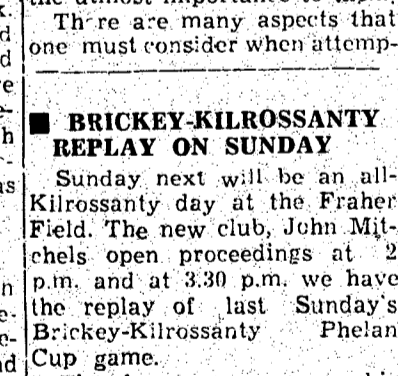 There are many aspects that
one must consider when attemp-
■ BRICKEY-KILROSSANTY
REPLAY ON SUNDAY
Sunday next will be an all-
Kilrossanty day at the Fraher
Field. The new club, John Mit-
chels open proceedings at 2
p.m. and at 3.30 p.m. we have
the replay of last Sunday's
Brickey-Kilrossanty Phelan
Cup game.